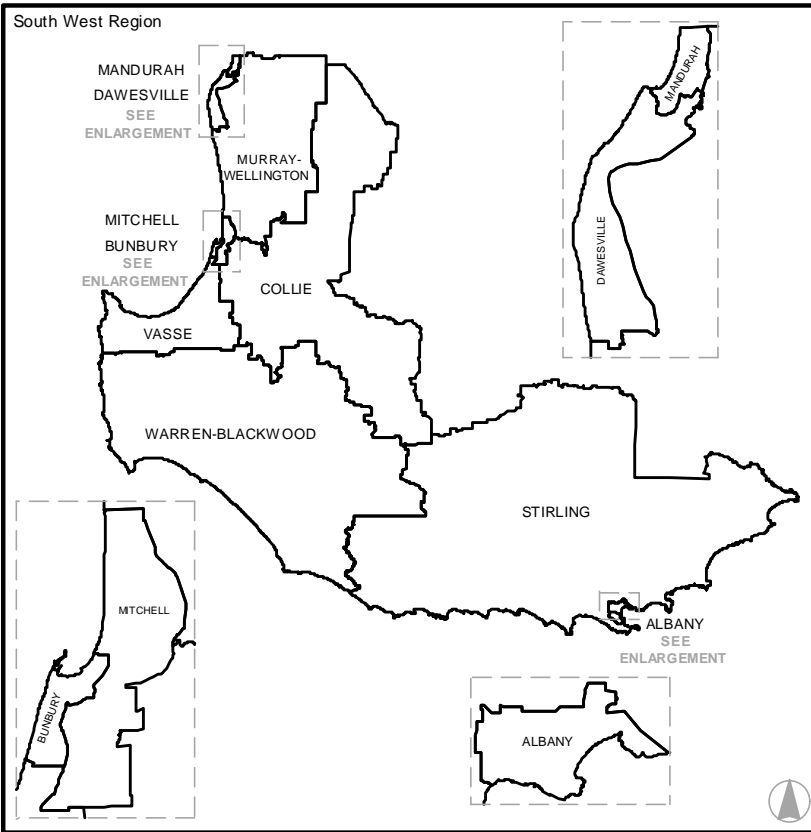 South West Region
MANDURAH
DAWESVILLE
SEE
ENLARGEMENT
MURRAY-
WELLINGTON
MITCHELL
BUNBURY
SEE
ENLARGEMENT
COLLIE
VASSE
WARREN-BLACKWOOD
STIRLING
ALBANY
SEE
ENLARGEMENT
MANDURAH
DAWESVILLE
MITCHELL
BUNBURY
ALBANY